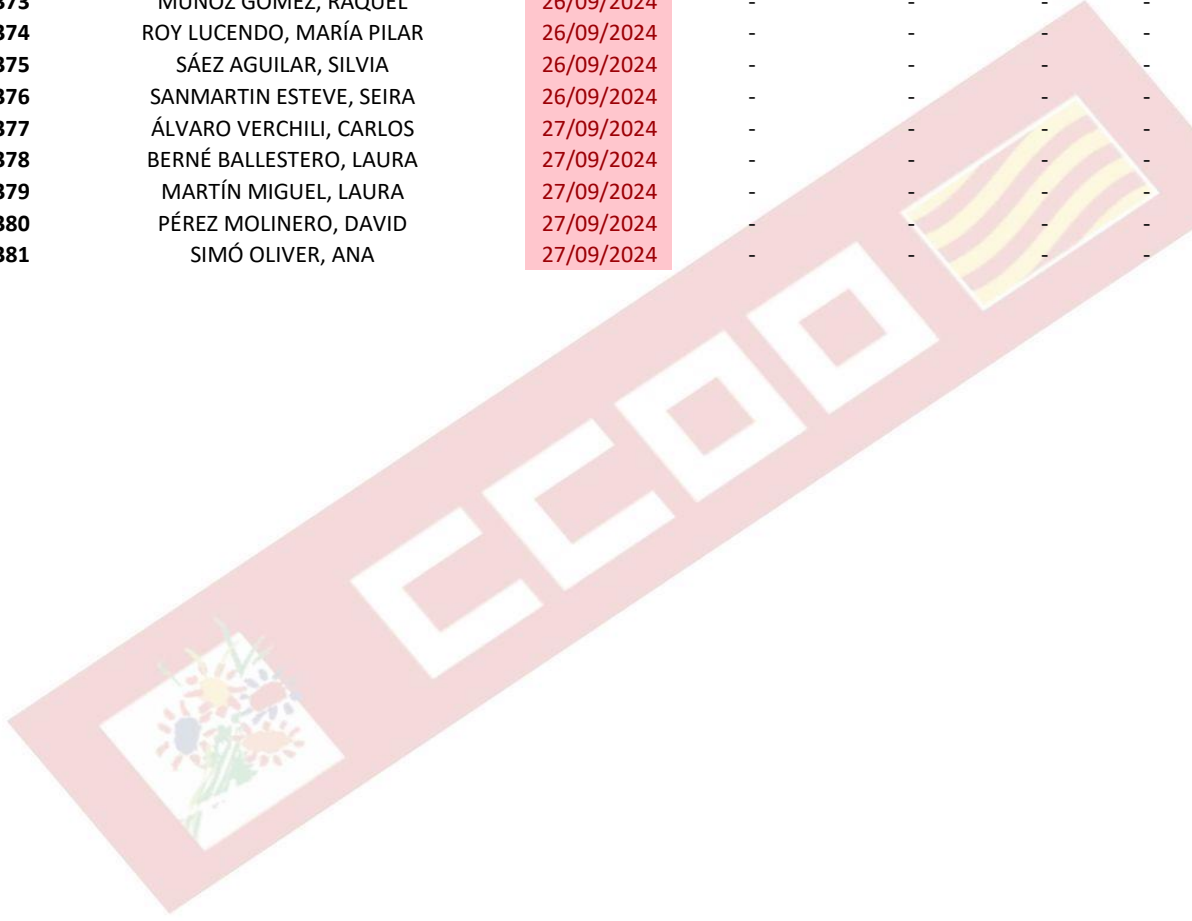 373 MUÑOZ GÓMEZ, RAQUEL 26/09/2024 - - - -
374 ROY LUCENDO, MARÍA PILAR 26/09/2024 - - - -
375 SÁEZ AGUILAR, SILVIA 26/09/2024 - - - -
376 SANMARTIN ESTEVE, SEIRA 26/09/2024 - - - -
377 ÁLVARO VERCHILI, CARLOS 27/09/2024 - - - -
378 BERNÉ BALLESTERO, LAURA 27/09/2024 - - - -
379 MARTÍN MIGUEL, LAURA 27/09/2024 - - - -
380 PÉREZ MOLINERO, DAVID 27/09/2024 - - - -
381 SIMÓ OLIVER, ANA 27/09/2024 - - - -
CCOO